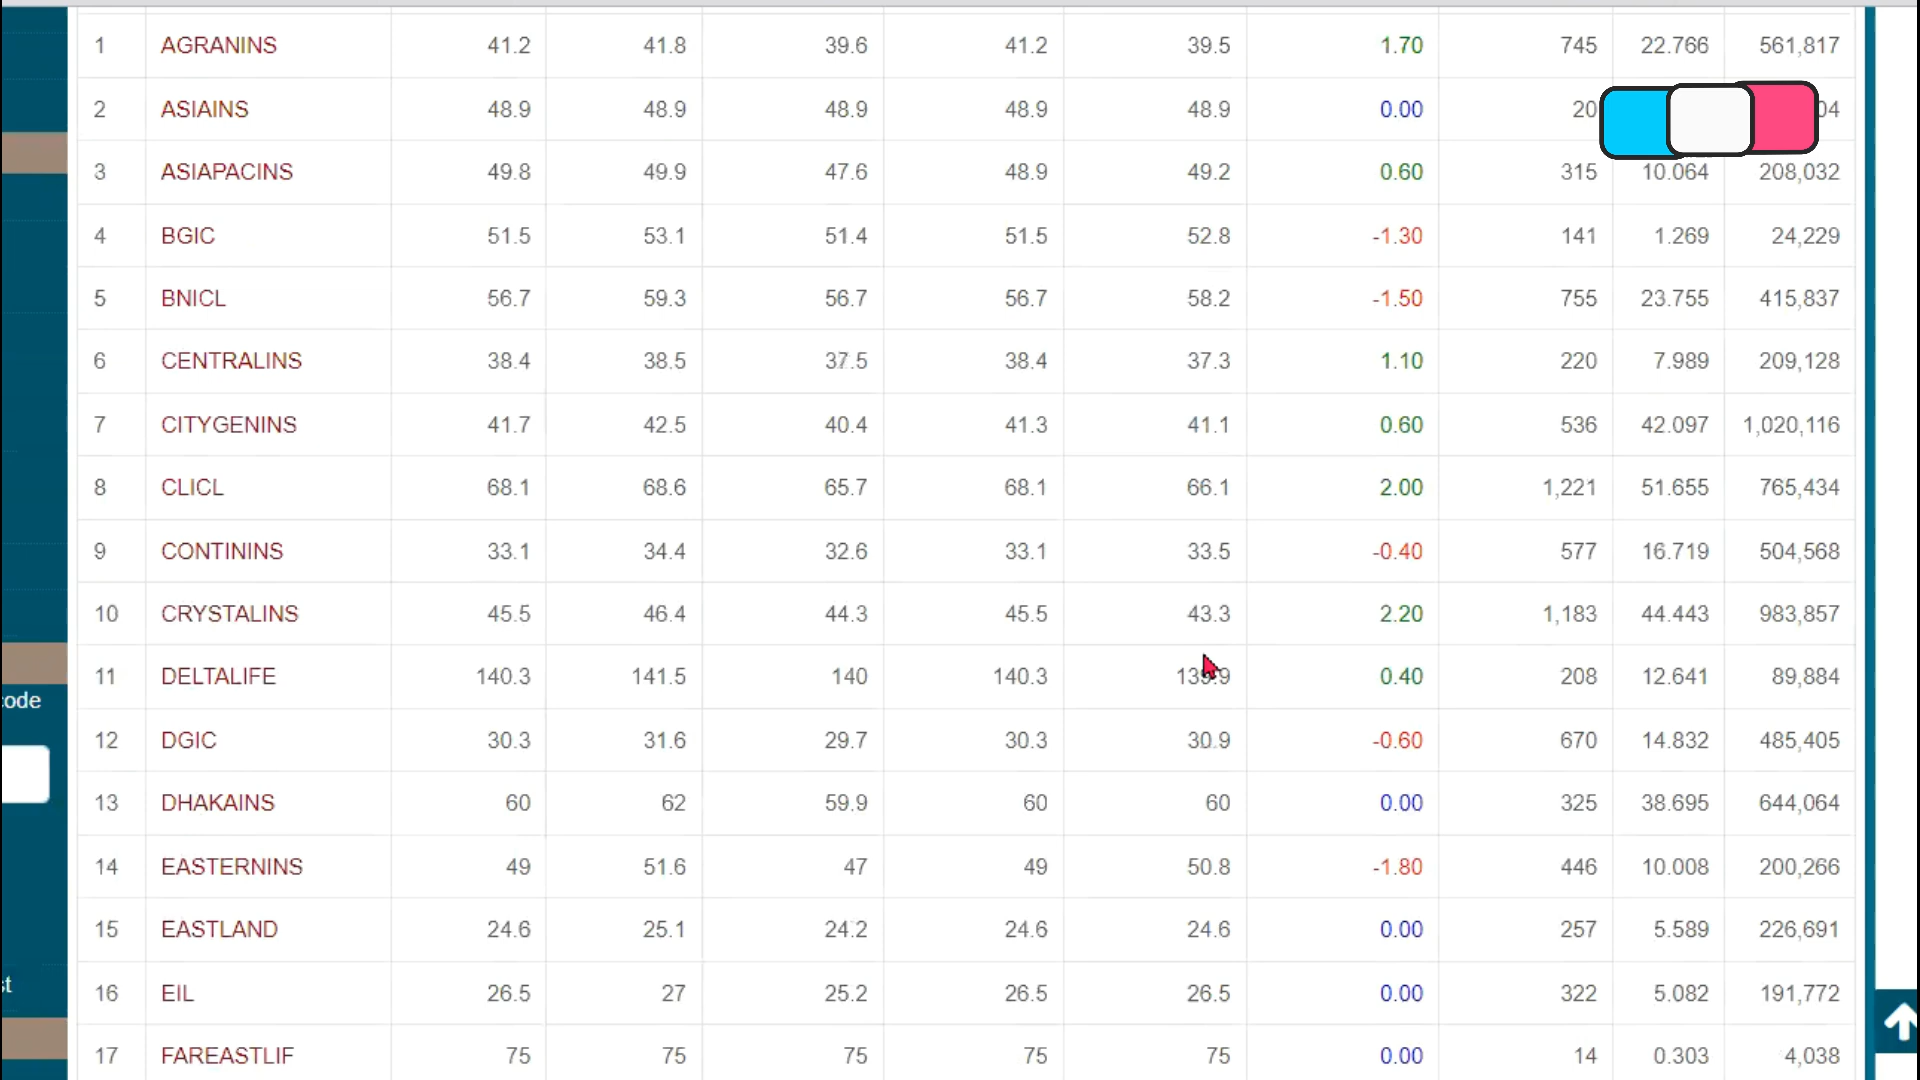 1 AGRANINS 41.2 41.8 39.6 41.2 39.5 1.70 745 22.766 561,817
2 ASIAINS 48.9 48.9 48.9 48.9 48.9 0.00 20
3 ASIAPACINS 49.8 49.9 47.6 48.9 49.2 0.60 315 10.064 208,032
4 BGIC 51.5 53.1 51.4 51.5 52.8 -1.30 141 1.269 24,229
5 BNICL 56.7 59.3 56.7 56.7 58.2 -1.50 755 23.755 415,837
6 CENTRALINS 38.4 38.5 37.5 38.4 37.3 1.10 220 7.989 209,128
7 CITYGENINS 41.7 42.5 40.4 41.3 41.1 0.60 536 42.097 1,020,116
8 CLICL 68.1 68.6 65.7 68.1 66.1 2.00 1,221 51.655 765,434
9 CONTININS 33.1 34.4 32.6 33.1 33.5 -0.40 577 16.719 504,568
10 CRYSTALINS 45.5 46.4 44.3 45.5 43.3 2.20 1,183 44.443 983,857
11 DELTALIFE 140.3 141.5 140 140.3 0.40 208 12.641 89,884
code
12 DGIC 30.3 31.6 29.7 30.3 30.9 -0.60 670 14.832 485,405
13 DHAKAINS 60 62 59.9 60 60 0.00 325 38.695 644,064
14 EASTERNINS 49 51.6 47 49 50.8 -1.80 446 10.008 200,266
15 EASTLAND 24.6 25.1 24.2 24.6 24.6 0.00 257 5.589 226,691
16 EIL 26.5 27 25.2 26.5 26.5 0.00 322 5.082 191,772
17 FAREASTLIF 75 75 75 75 75 0.00 14 0.303 4,038